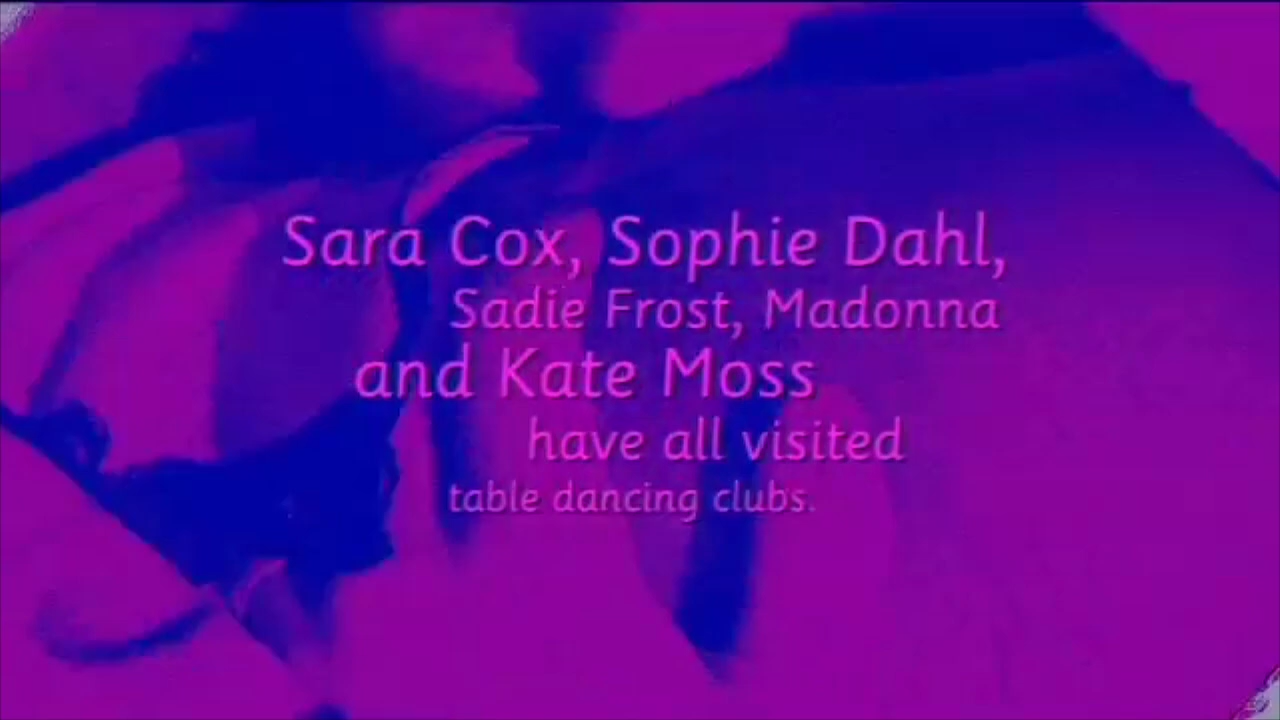 Sara Cox, Sophie Dahl,
Sadie Frost, Madonna
and Kate Moss
have all visited
table dancing clubs.